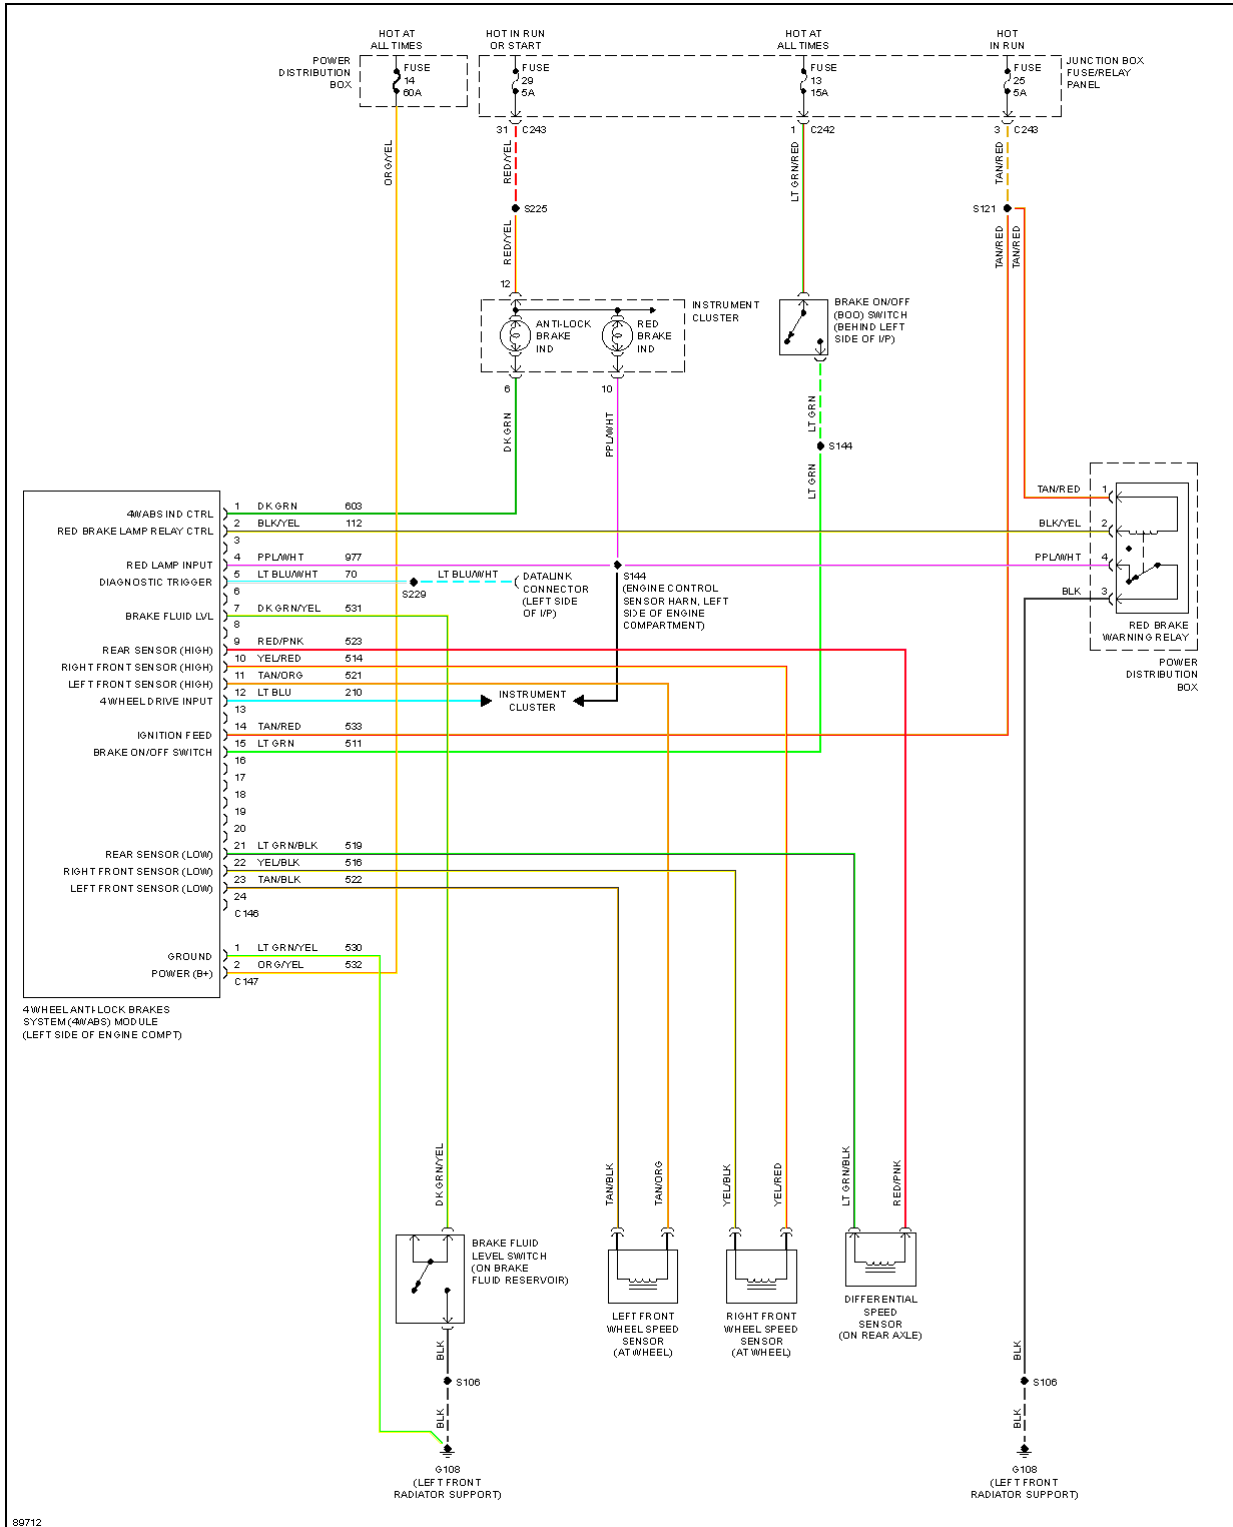 HOT AT
ALL TIMES
HOT IN RUN
OR START
HOT AT
ALL TIMES
HOT
IN RUN
POWER
DISTRIBUTION
BOX
FUSE
14
60A
FUSE
29
5A
FUSE
13
15A
FUSE
25
5A
JUNCTION BOX
FUSE/RELAY
PANEL
31 C243
1 C242
3 C243
ORG/YEL
RED/YEL
LT GRN/RED
TAN/RED
S225
S121
RED/YEL
TAN/RED
TAN/RED
12
INSTRUMENT
CLUSTER
ANTI-LOCK
BRAKE
IND
RED
BRAKE
IND
BRAKE ON/OFF
(BOO) SWITCH
(BEHIND LEFT
SIDE OF I/P)
6
10
DK GRN
PPL/WHT
LT GRN
S144
LT GRN
4WABS IND CTRL 1 DK GRN 603
RED BRAKE LAMP RELAY CTRL 2 BLK/YEL 112
3
RED LAMP INPUT 4 PPL/WHT 977
DIAGNOSTIC TRIGGER 5 LT BLU/WHT 70
6
BRAKE FLUID LVL 7 DK GRN/YEL 531
8
REAR SENSOR (HIGH) 9 RED/PNK 523
RIGHT FRONT SENSOR (HIGH) 10 YEL/RED 514
LEFT FRONT SENSOR (HIGH) 11 TAN/ORG 521
4 WHEEL DRIVE INPUT 12 LT BLU 210
13
IGNITION FEED 14 TAN/RED 533
BRAKE ON/OFF SWITCH 15 LT GRN 511
16
17
18
19
20
REAR SENSOR (LOW) 21 LT GRN/BLK 519
RIGHT FRONT SENSOR (LOW) 22 YEL/BLK 516
LEFT FRONT SENSOR (LOW) 23 TAN/BLK 522
24
C146
GROUND 1 LT GRN/YEL 530
POWER (B+) 2 ORG/YEL 532
C147
4 WHEEL ANTI-LOCK BRAKES
SYSTEM (4WABS) MODULE
(LEFT SIDE OF ENGINE COMPT)
S229
LT BLU/WHT
DATALINK
CONNECTOR
(LEFT SIDE
OF I/P)
S144
(ENGINE CONTROL
SENSOR HARN, LEFT
SIDE OF ENGINE
COMPARTMENT)
INSTRUMENT
CLUSTER
TAN/RED 1
BLK/YEL 2
PPL/WHT 4
BLK 3
RED BRAKE
WARNING RELAY
POWER
DISTRIBUTION
BOX
DK GRN/YEL
TAN/BLK
TAN/ORG
YEL/BLK
YEL/RED
LT GRN/BLK
RED/PNK
BRAKE FLUID
LEVEL SWITCH
(ON BRAKE
FLUID RESERVOIR)
LEFT FRONT
WHEEL SPEED
SENSOR
(AT WHEEL)
RIGHT FRONT
WHEEL SPEED
SENSOR
(AT WHEEL)
DIFFERENTIAL
SPEED
SENSOR
(ON REAR AXLE)
BLK
S106
BLK
G108
(LEFT FRONT
RADIATOR SUPPORT)
BLK
S106
BLK
G108
(LEFT FRONT
RADIATOR SUPPORT)
89712